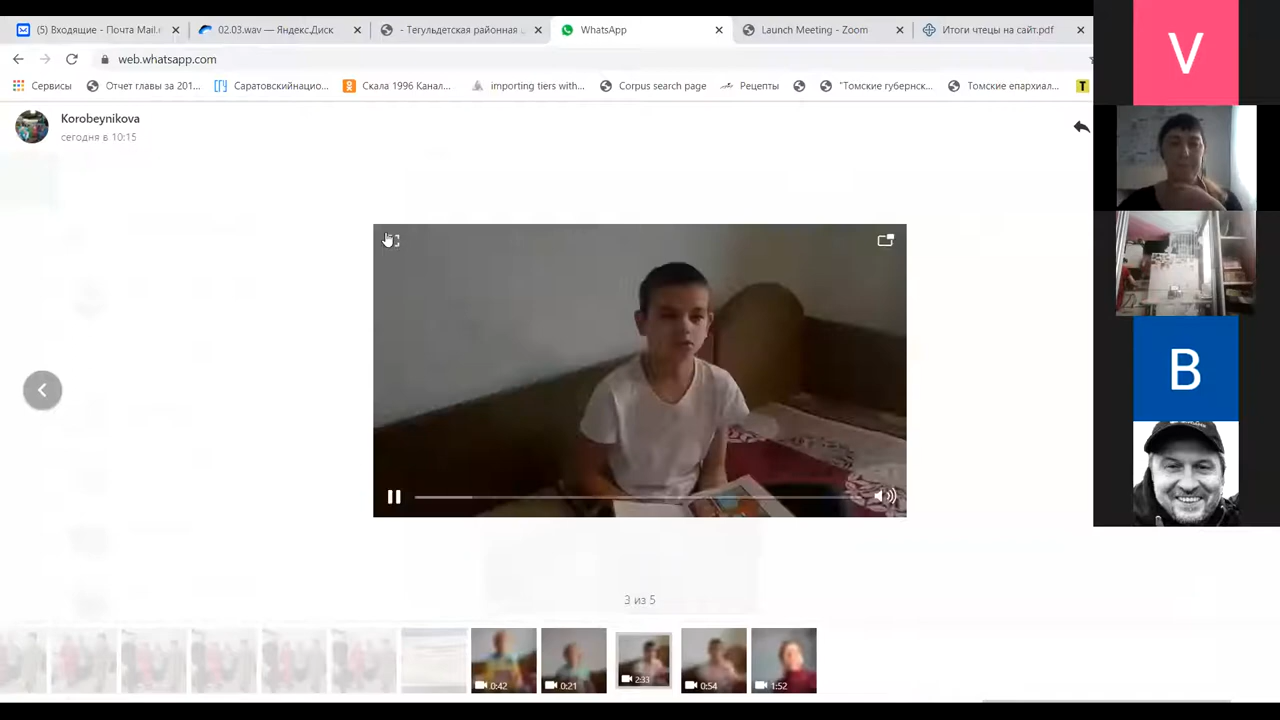 (5) Входящие - Почта Mail.r
02.03.wav — Яндекс.Диск
- Тегульдетская районная ц
WhatsApp
Launch Meeting - Zoom
Итоги чтецы на сайт.pdf
web.whatsapp.com
Сервисы
Отчет главы за 201...
Саратовскийнацио...
Скала 1996 Канал...
importing tiers with...
Corpus search page
Рецепты
"Томские губернск...
Томские епархиал...
T
V
Korobeynikova
сегодня в 10:15
B
3 из 5
0:42
0:21
2:33
0:54
1:52